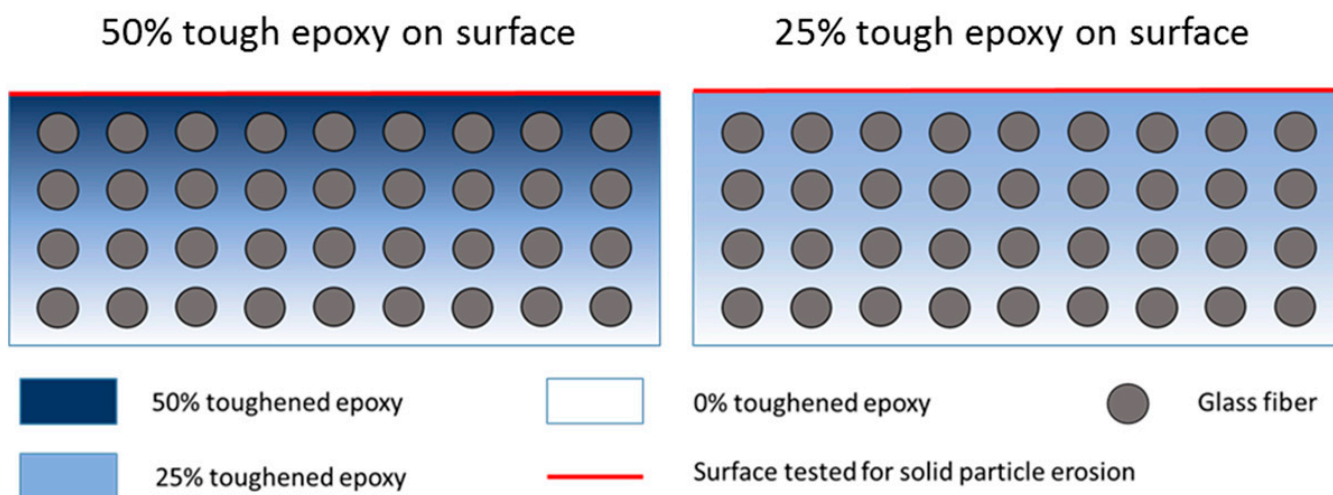 50% tough epoxy on surface
25% tough epoxy on surface
50% toughened epoxy
0% toughened epoxy
Glass fiber
25% toughened epoxy
Surface tested for solid particle erosion